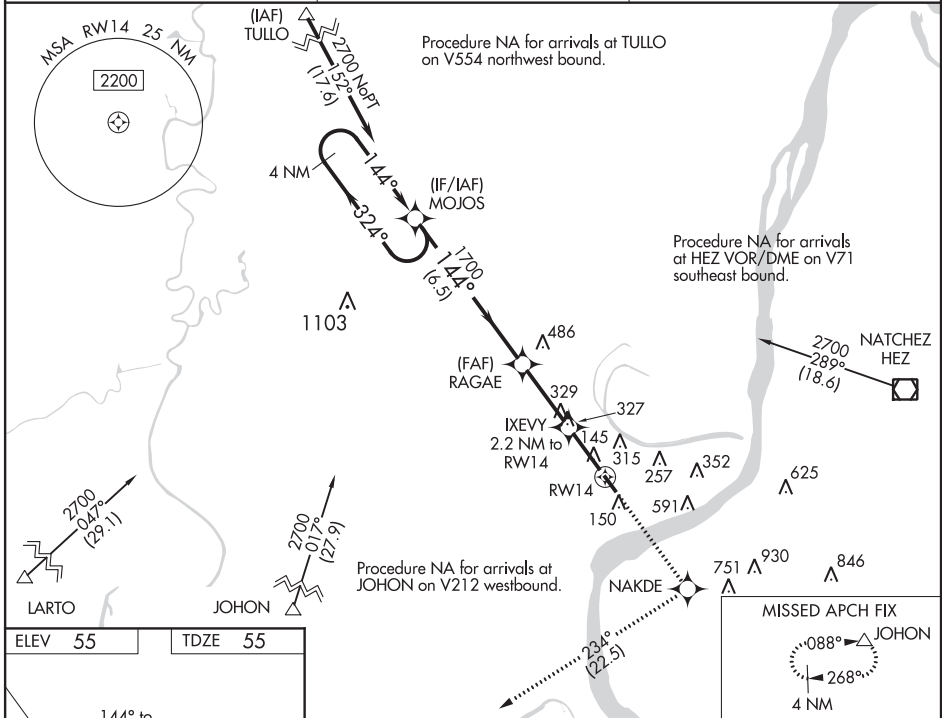 MSA RW14 25 NM
2200
(IAF)
TULLO
2700 NoPT
152°
(17.6)
Procedure NA for arrivals at TULLO
on V554 northwest bound.
4 NM
144°
324°
(IF/IAF)
MOJOS
1700
144°
(6.5)
Procedure NA for arrivals
at HEZ VOR/DME on V71
southeast bound.
1103
486
(FAF)
RAGAE
2700
289°
(18.6)
NATCHEZ
HEZ
329
327
IXEVY
2.2 NM to
RW14
145
315
257
352
625
RW14
150
591
2700
047°
(29.1)
LARTO
2700
017°
(27.9)
JOHON
Procedure NA for arrivals at
JOHON on V212 westbound.
NAKDE
751
930
846
234°
(22.5)
MISSED APCH FIX
088°
JOHON
268°
4 NM
ELEV 55
TDZE 55
144° to